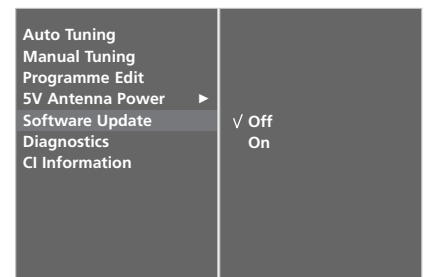 Auto Tuning
Manual Tuning
Programme Edit
5V Antenna Power ►
Software Update
Diagnostics
CI Information
√ Off
On